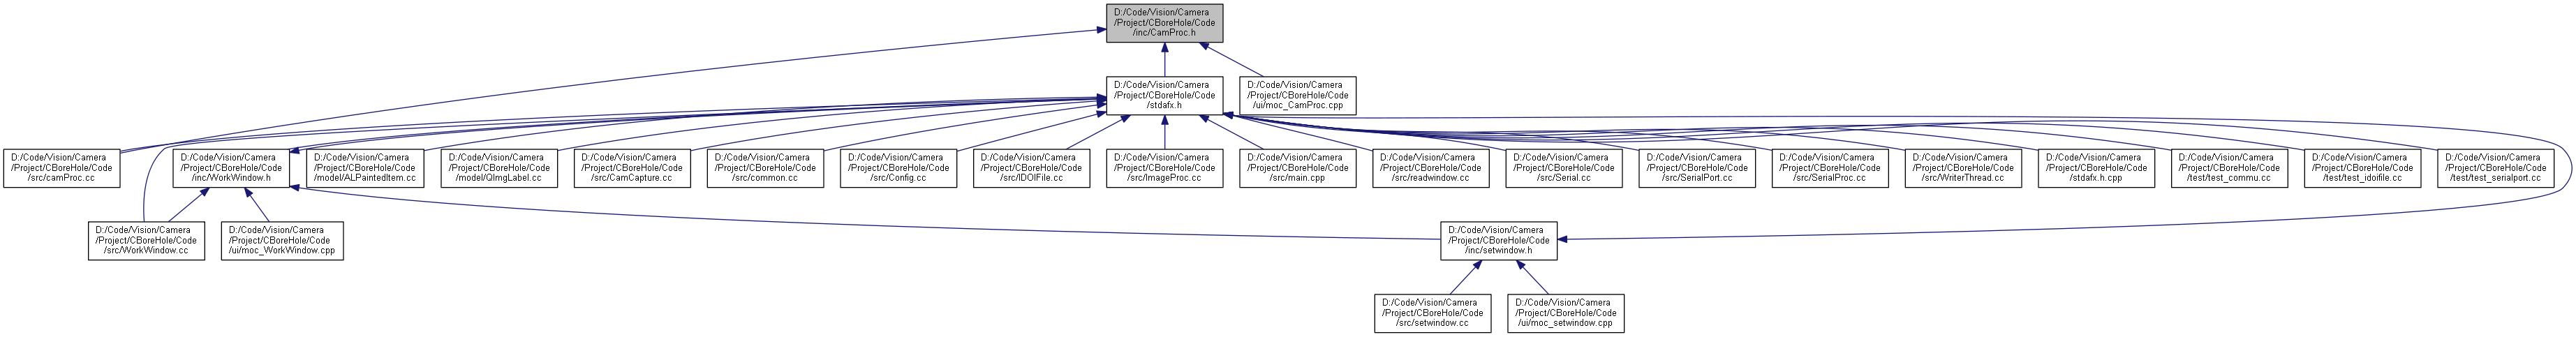 D:/Code/Vision/Camera
/Project/CBoreHole/Code
/inc/CamProc.h
D:/Code/Vision/Camera
/Project/CBoreHole/Code
/stdafx.h
D:/Code/Vision/Camera
/Project/CBoreHole/Code
/ui/moc_CamProc.cpp
D:/Code/Vision/Camera
/Project/CBoreHole/Code
/src/camProc.cc
D:/Code/Vision/Camera
/Project/CBoreHole/Code
/inc/WorkWindow.h
D:/Code/Vision/Camera
/Project/CBoreHole/Code
/model/ALPaintedItem.cc
D:/Code/Vision/Camera
/Project/CBoreHole/Code
/model/QImgLabel.cc
D:/Code/Vision/Camera
/Project/CBoreHole/Code
/src/CamCapture.cc
D:/Code/Vision/Camera
/Project/CBoreHole/Code
/src/common.cc
D:/Code/Vision/Camera
/Project/CBoreHole/Code
/src/Config.cc
D:/Code/Vision/Camera
/Project/CBoreHole/Code
/src/IDOIFile.cc
D:/Code/Vision/Camera
/Project/CBoreHole/Code
/src/ImageProc.cc
D:/Code/Vision/Camera
/Project/CBoreHole/Code
/src/main.cpp
D:/Code/Vision/Camera
/Project/CBoreHole/Code
/src/readwindow.cc
D:/Code/Vision/Camera
/Project/CBoreHole/Code
/src/Serial.cc
D:/Code/Vision/Camera
/Project/CBoreHole/Code
/src/SerialPort.cc
D:/Code/Vision/Camera
/Project/CBoreHole/Code
/src/SerialProc.cc
D:/Code/Vision/Camera
/Project/CBoreHole/Code
/src/WriterThread.cc
D:/Code/Vision/Camera
/Project/CBoreHole/Code
/stdafx.h.cpp
D:/Code/Vision/Camera
/Project/CBoreHole/Code
/test/test_commu.cc
D:/Code/Vision/Camera
/Project/CBoreHole/Code
/test/test_idoifile.cc
D:/Code/Vision/Camera
/Project/CBoreHole/Code
/test/test_serialport.cc
D:/Code/Vision/Camera
/Project/CBoreHole/Code
/src/WorkWindow.cc
D:/Code/Vision/Camera
/Project/CBoreHole/Code
/ui/moc_WorkWindow.cpp
D:/Code/Vision/Camera
/Project/CBoreHole/Code
/inc/setwindow.h
D:/Code/Vision/Camera
/Project/CBoreHole/Code
/src/setwindow.cc
D:/Code/Vision/Camera
/Project/CBoreHole/Code
/ui/moc_setwindow.cpp